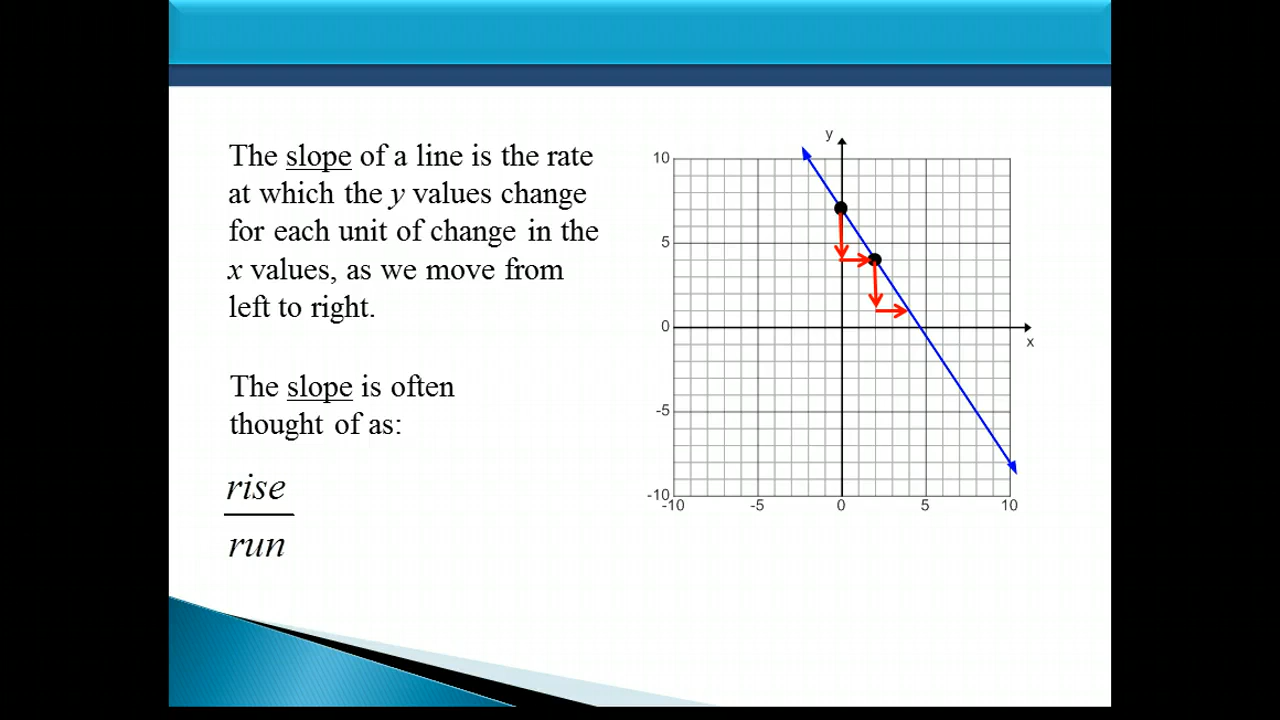 The slope of a line is the rate
at which the y values change
for each unit of change in the
x values, as we move from
left to right.
The slope is often
thought of as:
rise
run
y
10
5
0
x
-5
-10
-10
-5
0
5
10